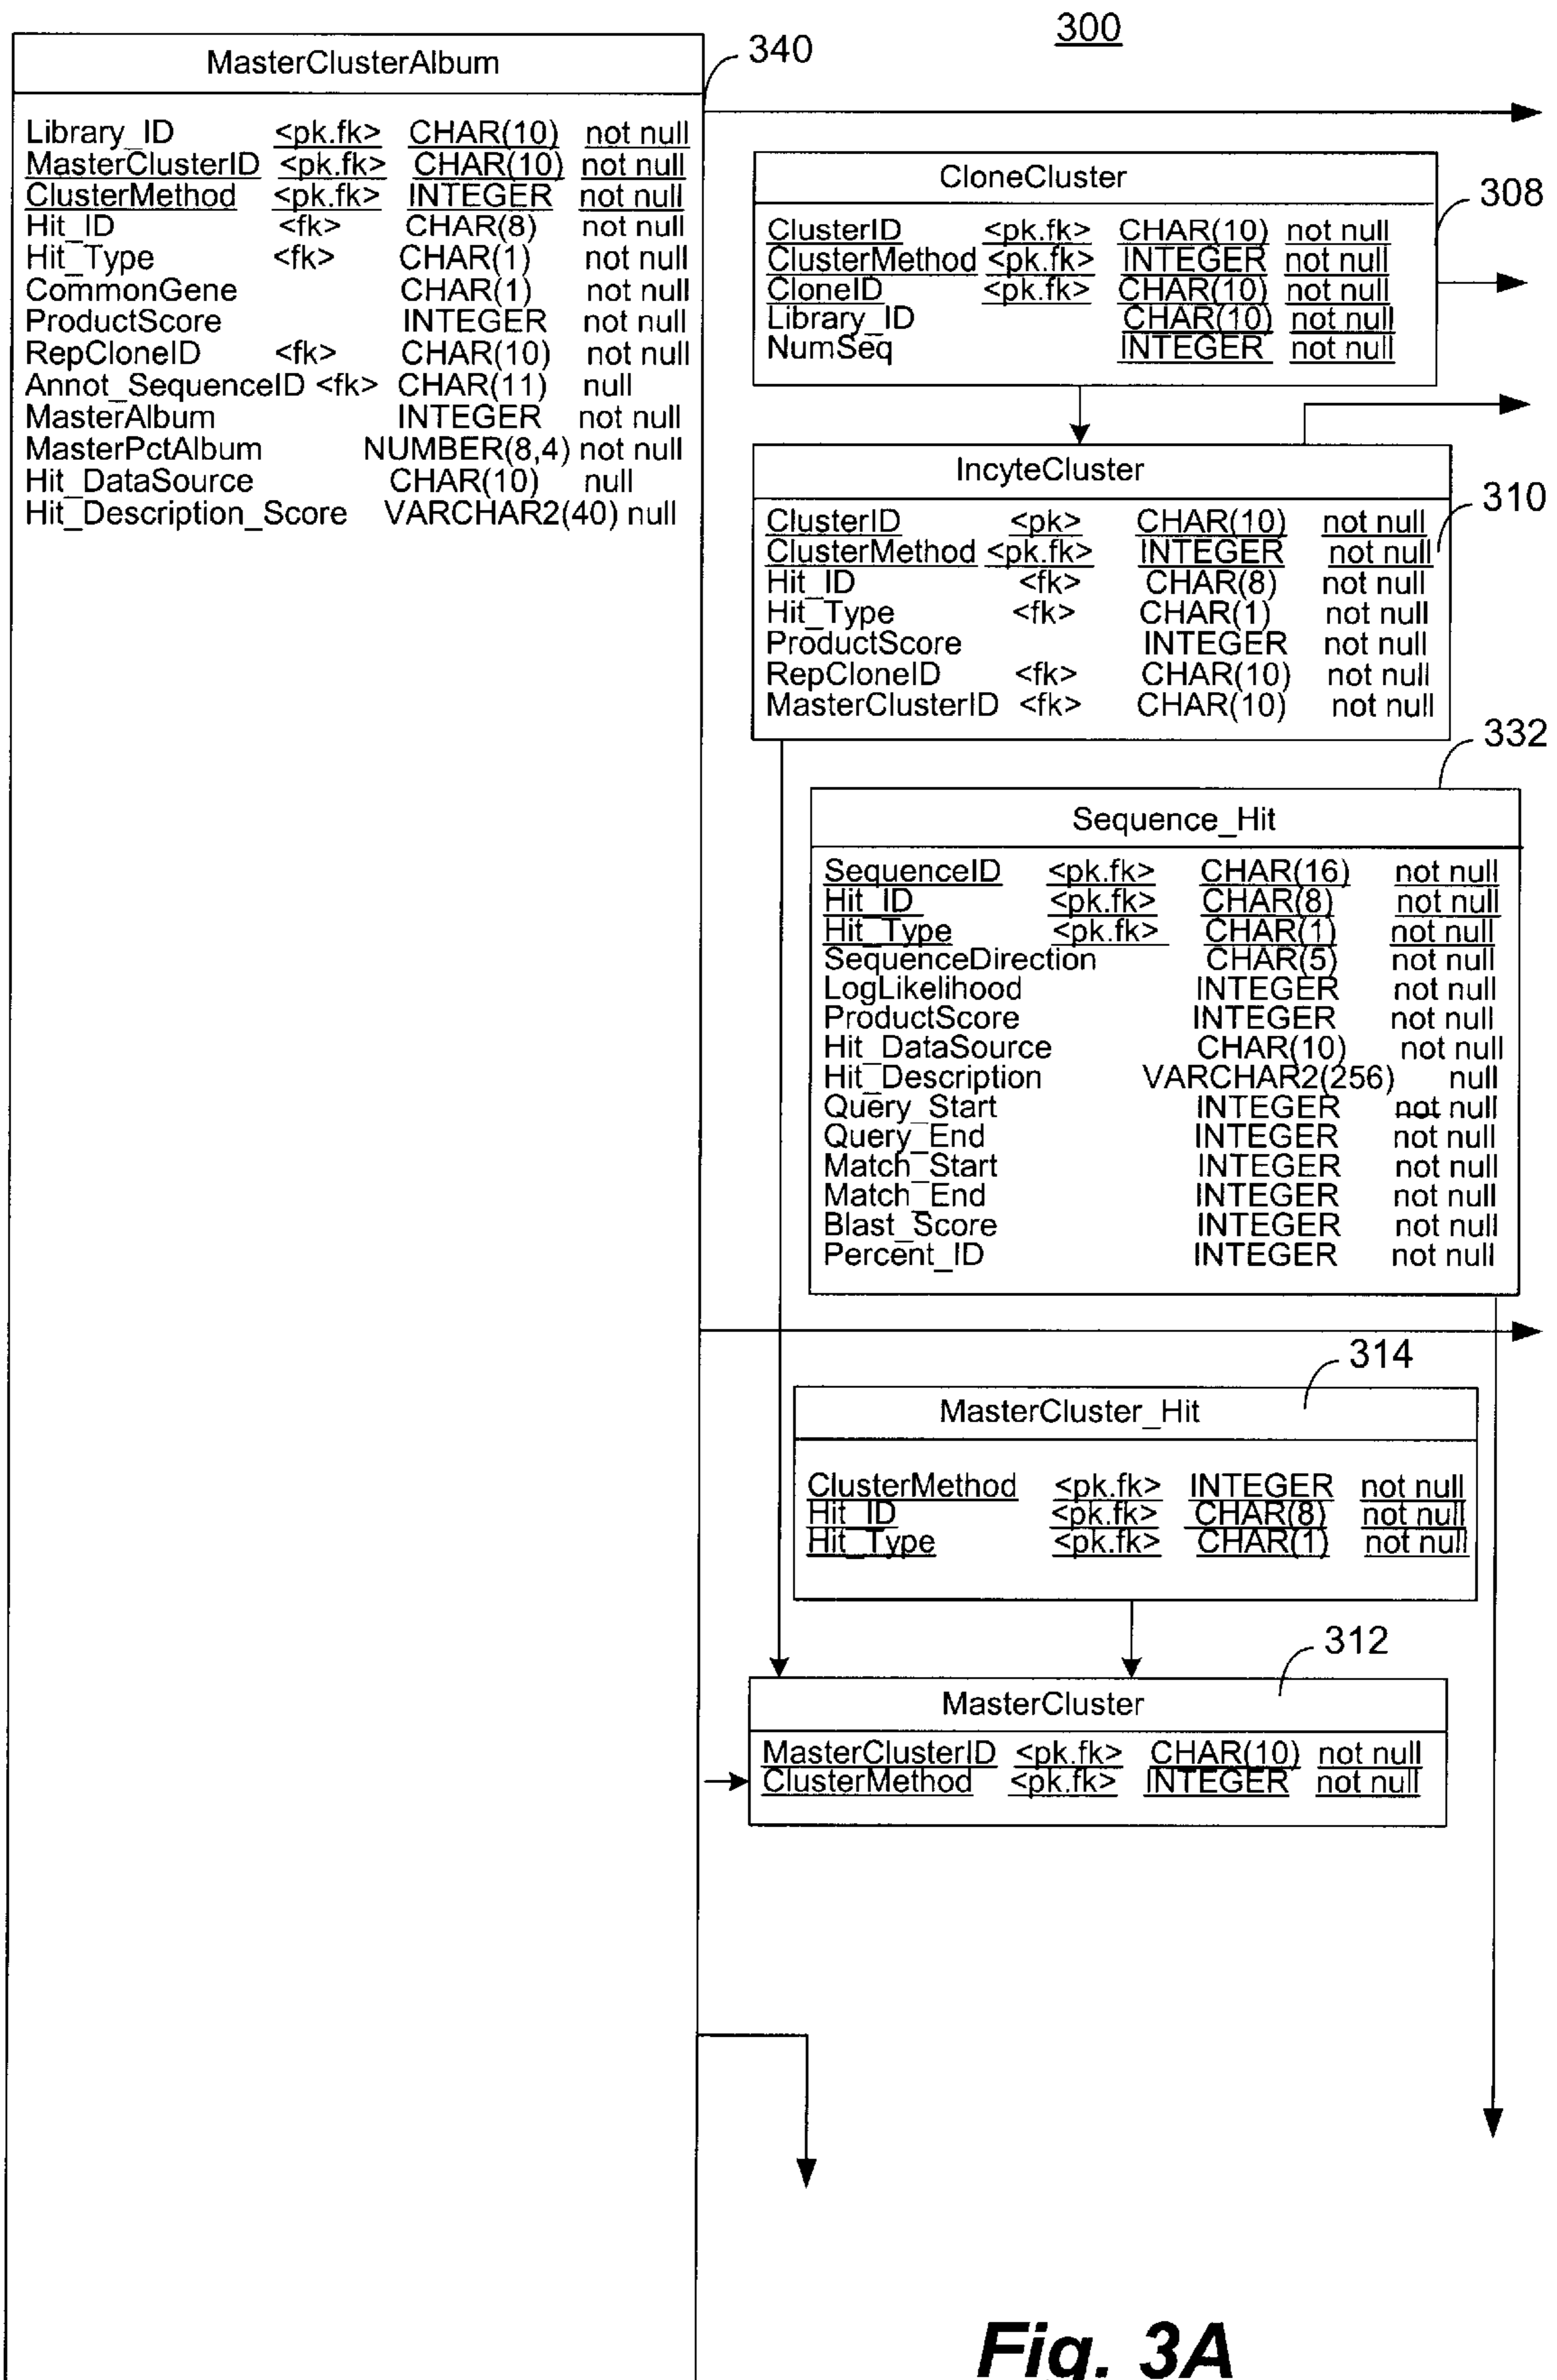 300
MasterClusterAlbum
340
Library_ID <pk.fk> CHAR(10) not null
MasterClusterID <pk.fk> CHAR(10) not null
ClusterMethod <pk.fk> INTEGER not null
Hit_ID <fk> CHAR(8) not null
Hit_Type <fk> CHAR(1) not null
CommonGene CHAR(1) not null
ProductScore INTEGER not null
RepCloneID <fk> CHAR(10) not null
Annot_SequenceID <fk> CHAR(11) null
MasterAlbum INTEGER not null
MasterPctAlbum NUMBER(8,4) not null
Hit_DataSource CHAR(10) null
Hit_Description_Score VARCHAR2(40) null
CloneCluster
308
ClusterID <pk.fk> CHAR(10) not null
ClusterMethod <pk.fk> INTEGER not null
CloneID <pk.fk> CHAR(10) not null
Library_ID CHAR(10) not null
NumSeq INTEGER not null
IncyteCluster
310
ClusterID <pk> CHAR(10) not null
ClusterMethod <pk.fk> INTEGER not null
Hit_ID <fk> CHAR(8) not null
Hit_Type <fk> CHAR(1) not null
ProductScore INTEGER not null
RepCloneID <fk> CHAR(10) not null
MasterClusterID <fk> CHAR(10) not null
332
Sequence_Hit
SequenceID <pk.fk> CHAR(16) not null
Hit_ID <pk.fk> CHAR(8) not null
Hit_Type <pk.fk> CHAR(1) not null
SequenceDirection CHAR(5) not null
LogLikelihood INTEGER not null
ProductScore INTEGER not null
Hit_DataSource CHAR(10) not null
Hit_Description VARCHAR2(256) null
Query_Start INTEGER not null
Query_End INTEGER not null
Match_Start INTEGER not null
Match_End INTEGER not null
Blast_Score INTEGER not null
Percent_ID INTEGER not null
314
MasterCluster_Hit
ClusterMethod <pk.fk> INTEGER not null
Hit_ID <pk.fk> CHAR(8) not null
Hit_Type <pk.fk> CHAR(1) not null
312
MasterCluster
MasterClusterID <pk.fk> CHAR(10) not null
ClusterMethod <pk.fk> INTEGER not null
Fig. 3A